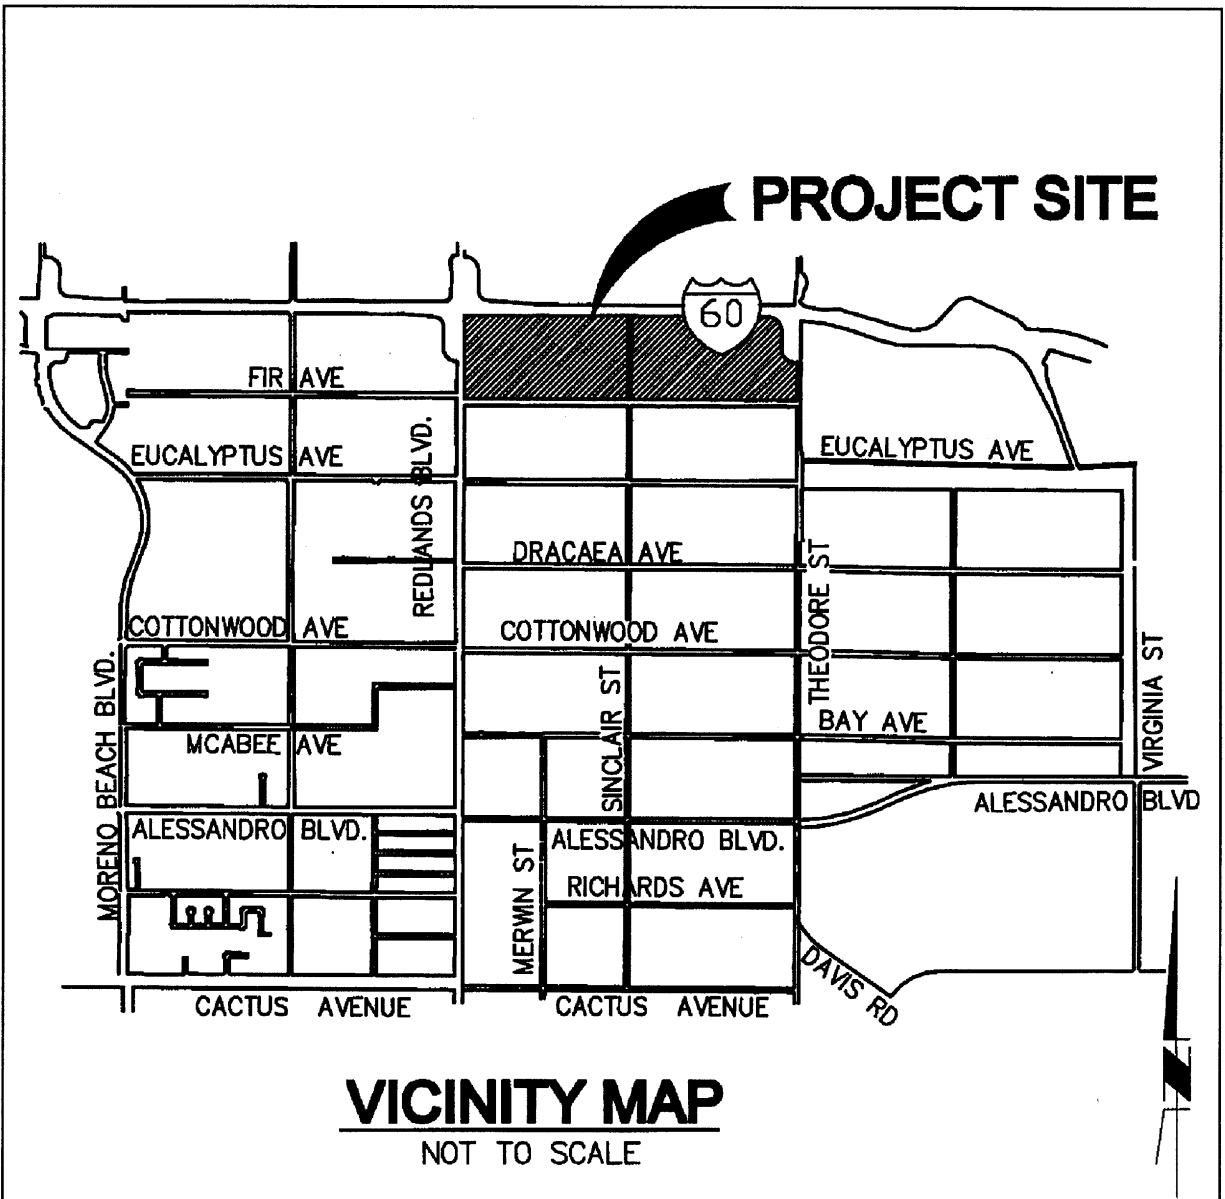 PROJECT SITE
60
FIR AVE
EUCALYPTUS AVE
EUCALYPTUS AVE
REDLANDS BLVD.
DRACAEA AVE
THEODORE ST
COTTONWOOD AVE
COTTONWOOD AVE
MORENO BEACH BLVD.
SINCLAIR ST
VIRGINIA ST
BAY AVE
MCABEE AVE
ALESSANDRO BLVD
ALESSANDRO BLVD.
ALESSANDRO BLVD.
MERWIN ST
RICHARDS AVE
DAVIS RD
CACTUS AVENUE
CACTUS AVENUE
N
VICINITY MAP
NOT TO SCALE